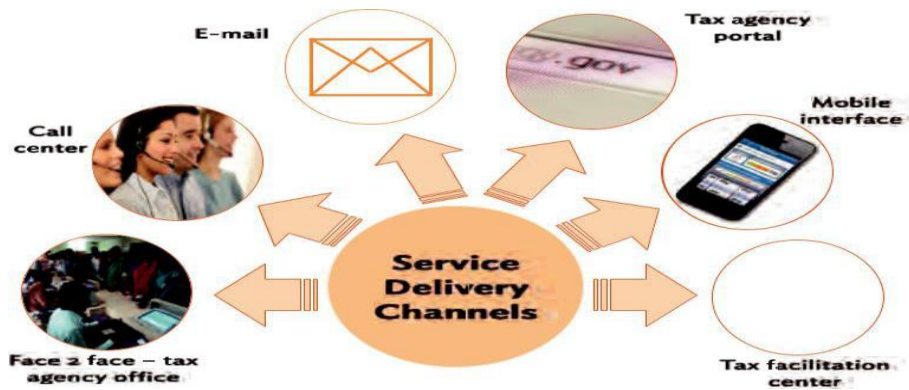 E-mail
Tax agency
portal
.gov
Call
center
Mobile
interface
Service
Delivery
Channels
Face 2 face – tax
agency office
Tax facilitation
center